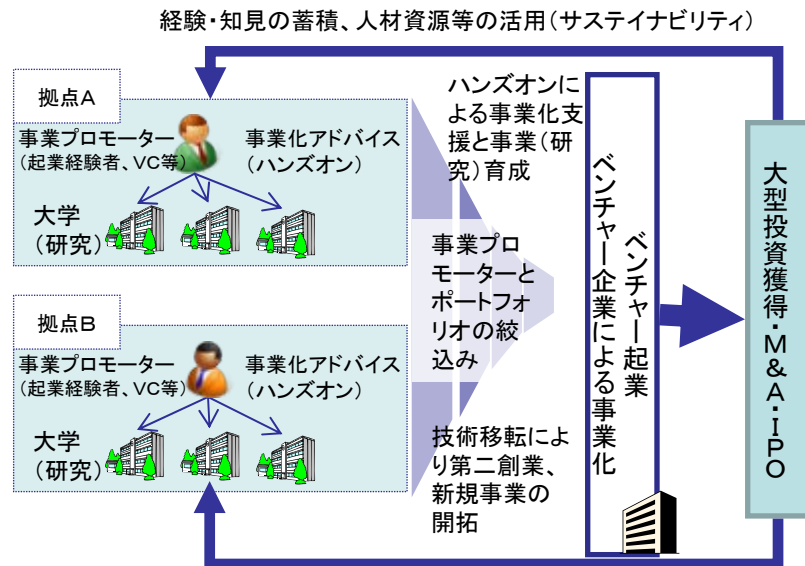 経験・知見の蓄積、人材資源等の活用(サステイナビリティ)
拠点A
事業プロモーター
(起業経験者、VC等)
事業化アドバイス
(ハンズオン)
大学
(研究)
拠点B
事業プロモーター
(起業経験者、VC等)
事業化アドバイス
(ハンズオン)
大学
(研究)
ハンズオンに
よる事業化支
援と事業(研
究)育成
事業プロ
モーターと
ポートフォ
リオの絞
込み
技術移転によ
り第二創業、
新規事業の
開拓
ベンチャー起業
ベンチャー企業による事業化
大型投資獲得・M&A・IPO